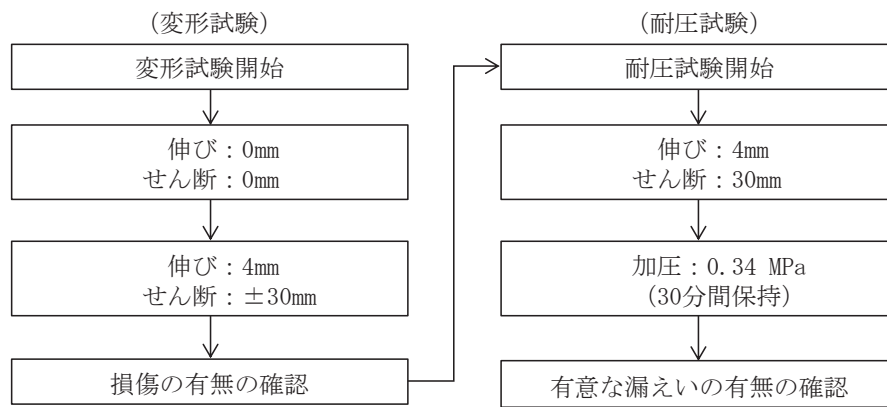 (変形試験)
変形試験開始
伸び：0mm
せん断：0mm
伸び：4mm
せん断：±30mm
損傷の有無の確認
(耐圧試験)
耐圧試験開始
伸び：4mm
せん断：30mm
加圧：0.34 MPa
(30分間保持)
有意な漏えいの有無の確認